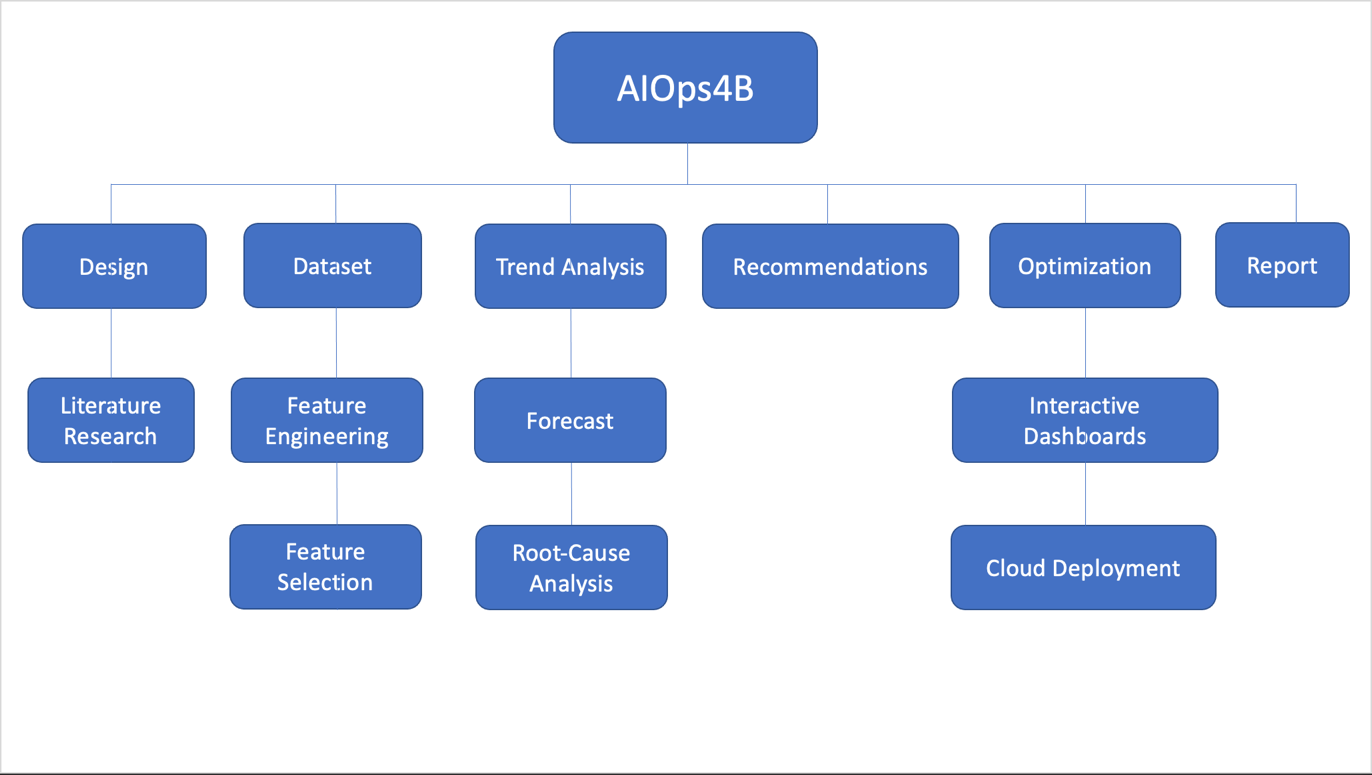 AIOps4B
Design
Dataset
Trend Analysis
Recommendations
Optimization
Report
Literature
Research
Feature
Engineering
Forecast
Interactive
Dashboards
Feature
Selection
Root-Cause
Analysis
Cloud Deployment